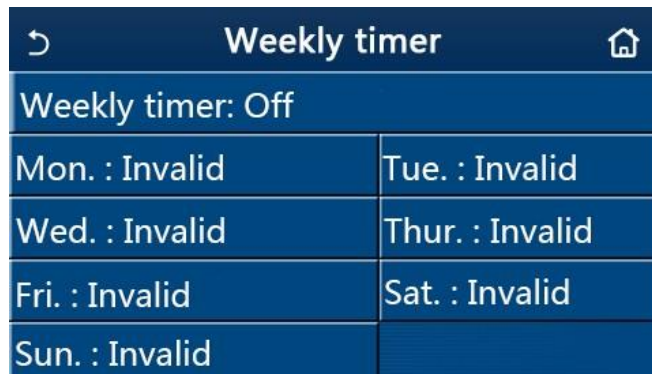 Weekly timer
Weekly timer: Off
Mon. : Invalid
Tue. : Invalid
Wed. : Invalid
Thur. : Invalid
Fri. : Invalid
Sat. : Invalid
Sun. : Invalid